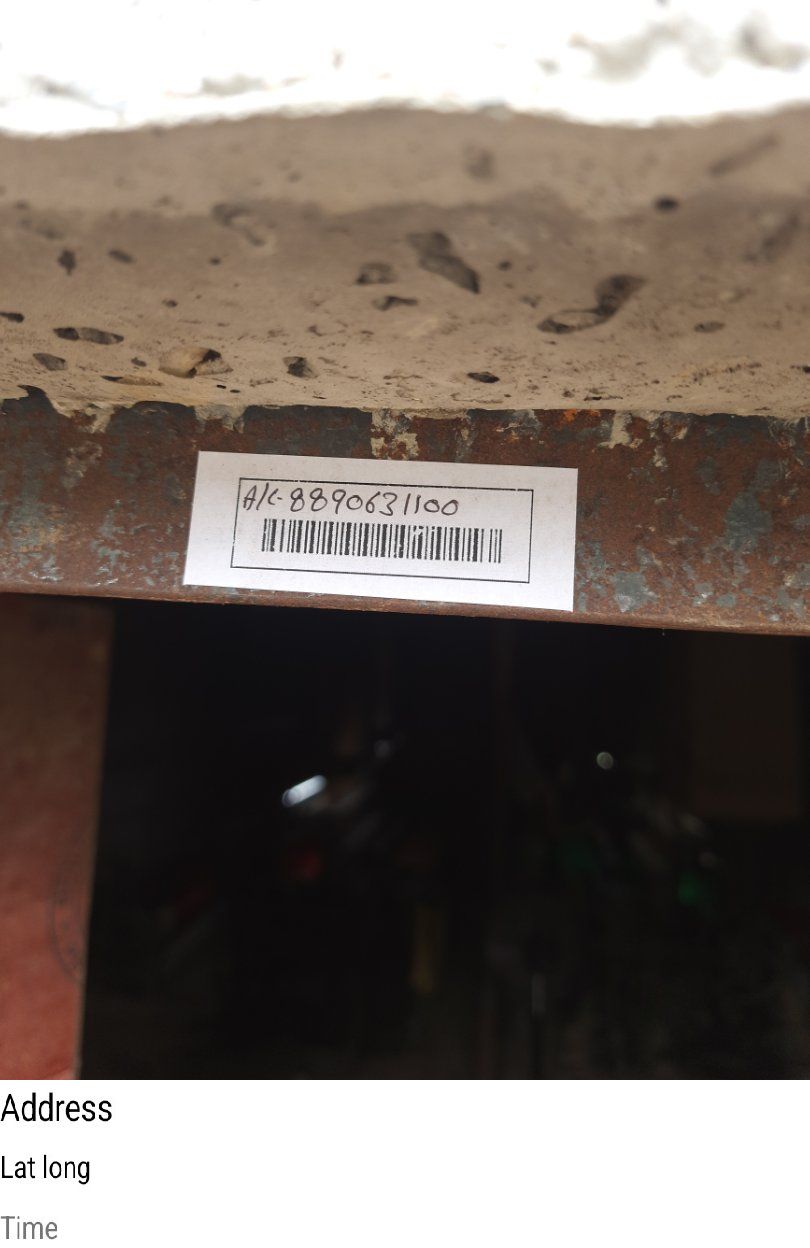 A/C-8890631100
Address
Lat long
Time